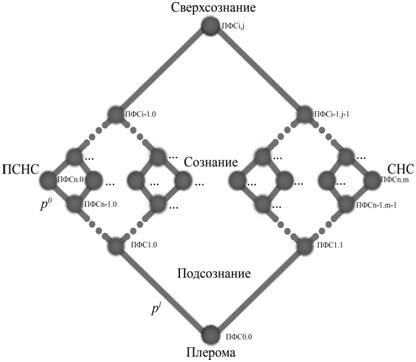 Сверхсознание
ПФСi,j
ПФСi-1.0
ПФСi-1.j-1
... ...
... ...
ПСНС
Сознание
СНС
ПФСn.0
...
...
...
...
ПФСn.m
p⁰
ПФСn-1.0
...
...
ПФСn-1.m-1
ПФС1.0
ПФС1.1
Подсознание
p¹
ПФС0.0
Плерома